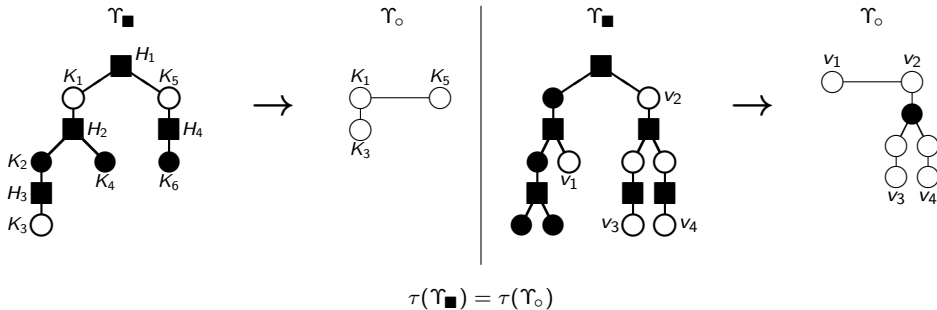 ϒ■ ϒ○ ϒ■ ϒ○
H₁
K₁ K₅ K₁ K₅ v₂ v₁ v₂
H₂ H₄
K₂ K₄ K₆ K₃ v₁
H₃
K₃ v₃ v₄ v₃ v₄
τ(ϒ■) = τ(ϒ○)